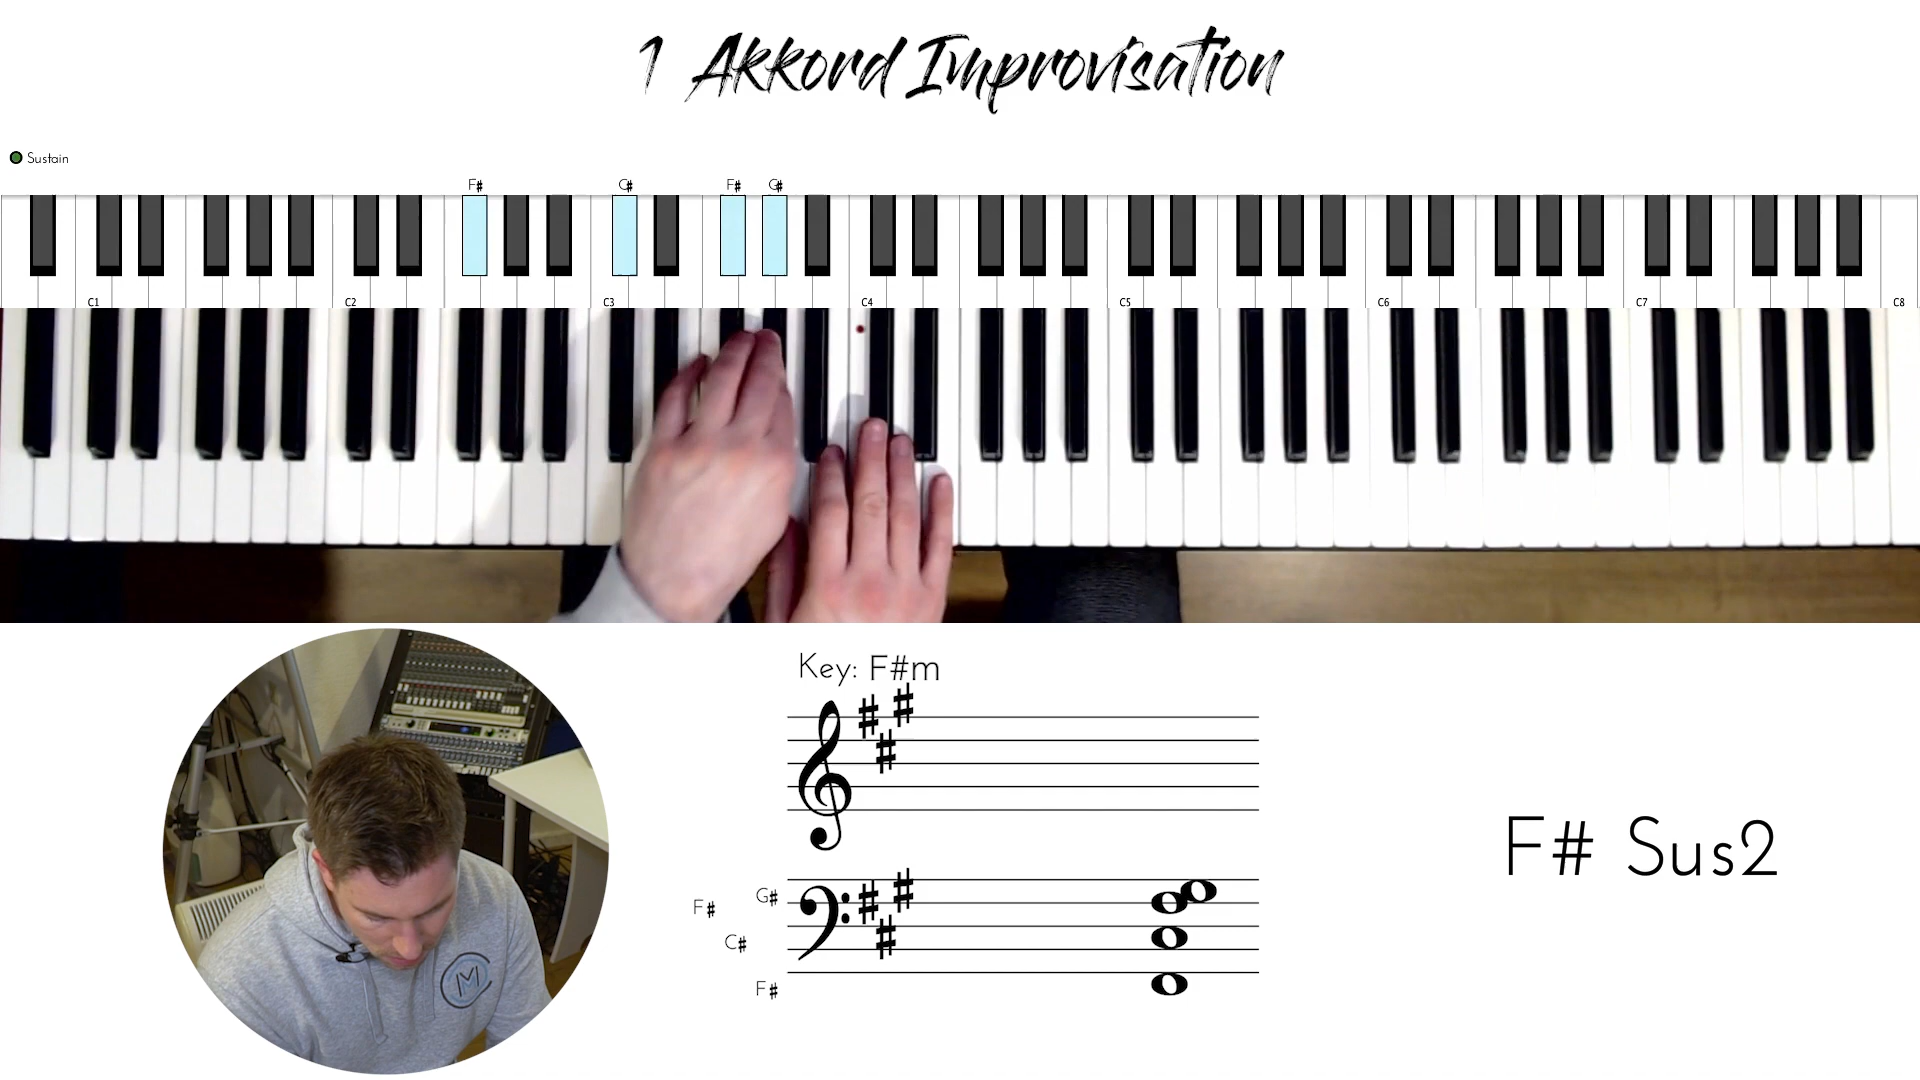 1 Akkord Improvisation
Sustain
F# C# F# G#
C1 C2 C3 C4 C5 C6 C7 C8
Key: F#m
G#
F#
C#
F#
F# Sus2